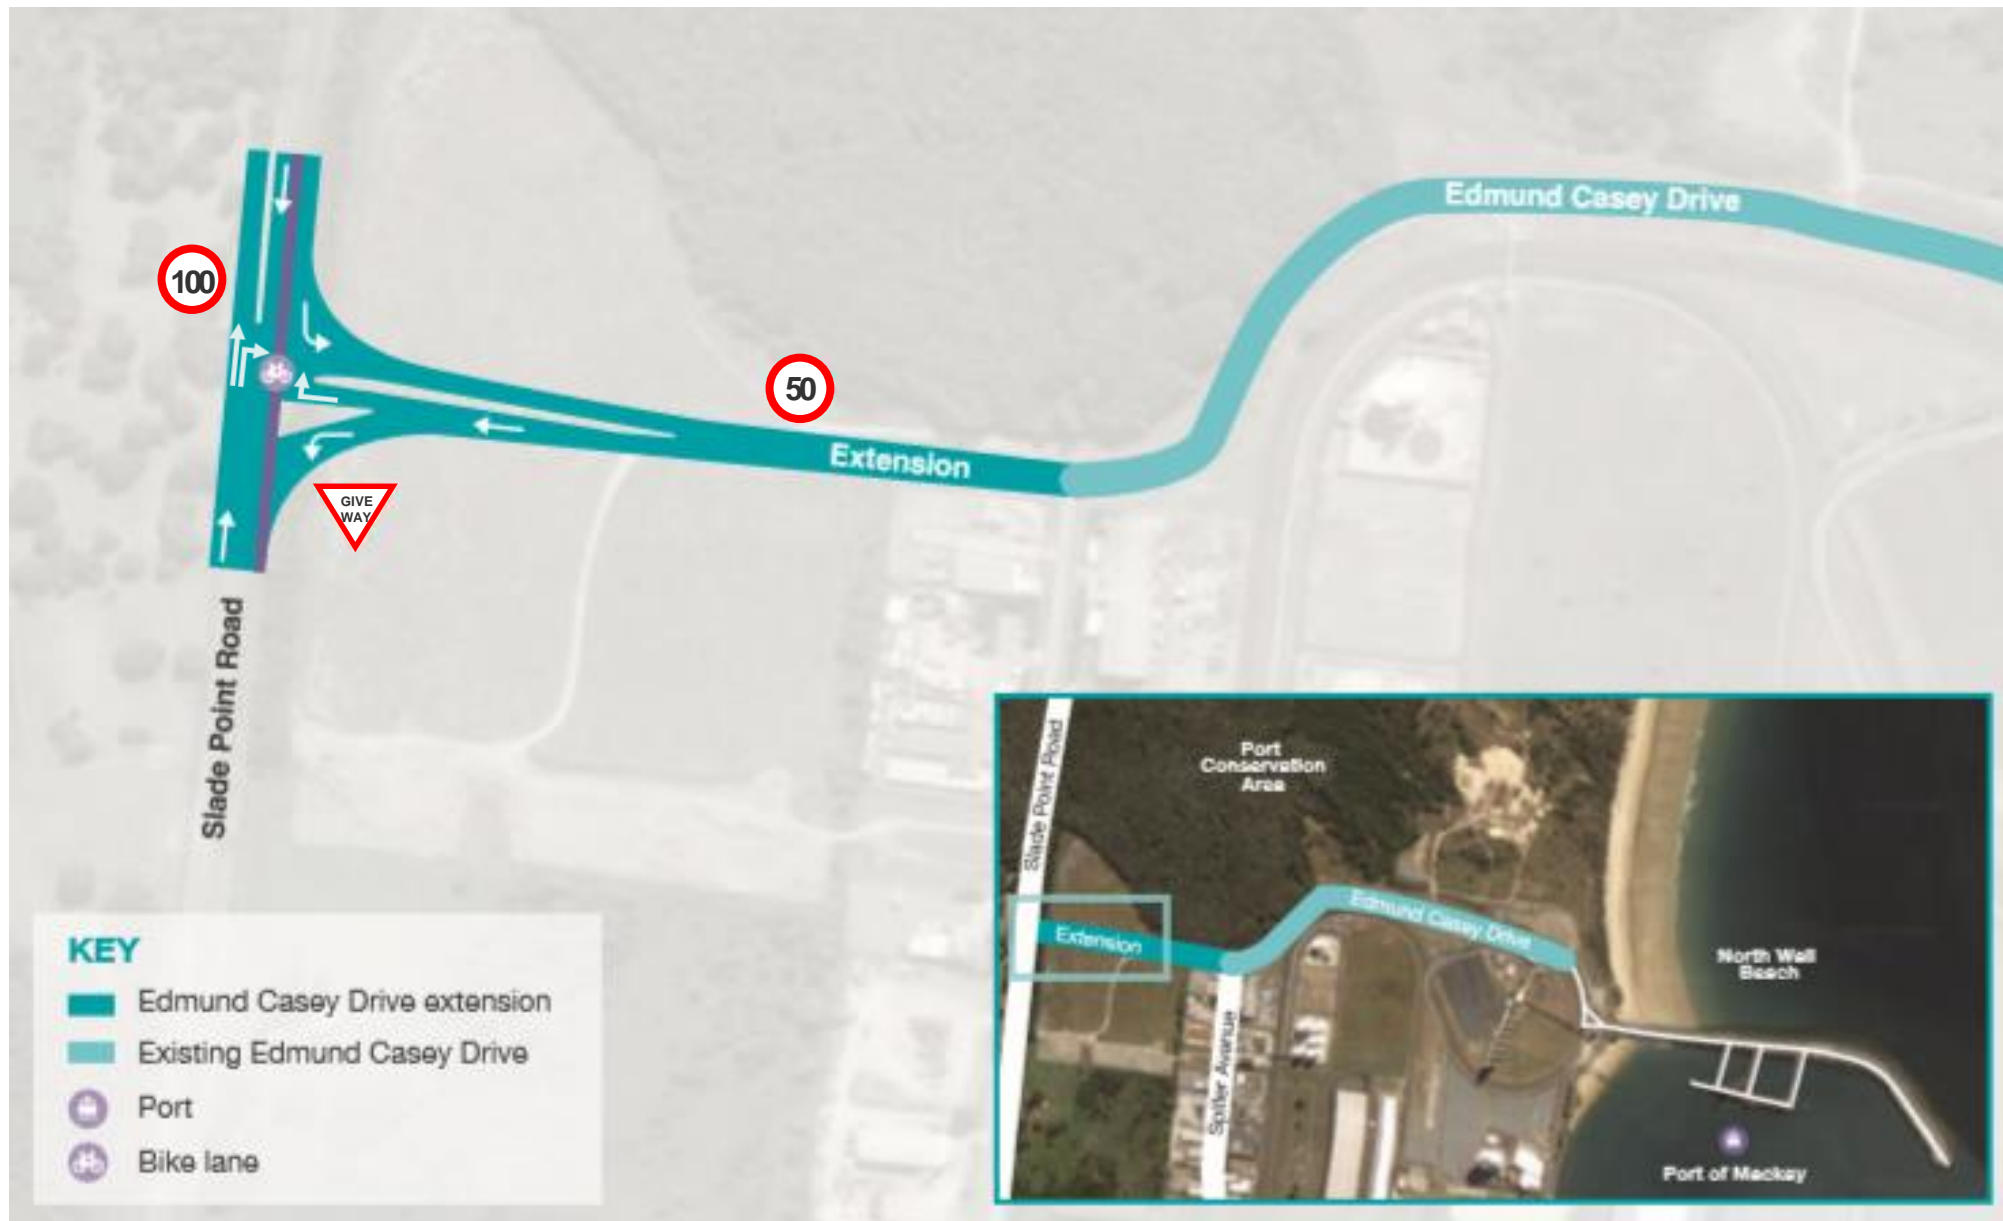 Edmund Casey Drive
100
50
Extension
GIVE
WAY
Slade Point Road
KEY
Edmund Casey Drive extension
Existing Edmund Casey Drive
Port
Bike lane
Slade Point Road
Port
Conservation
Area
Extension
Edmund Casey Drive
North Wall
Beach
Spiller Avenue
Port of Mackay